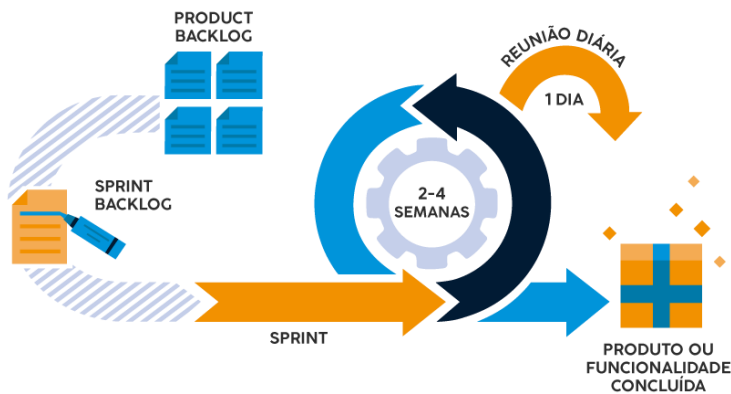 PRODUCT
BACKLOG
REUNIÃO DIÁRIA
1 DIA
SPRINT
BACKLOG
2-4
SEMANAS
SPRINT
PRODUTO OU
FUNCIONALIDADE
CONCLUÍDA